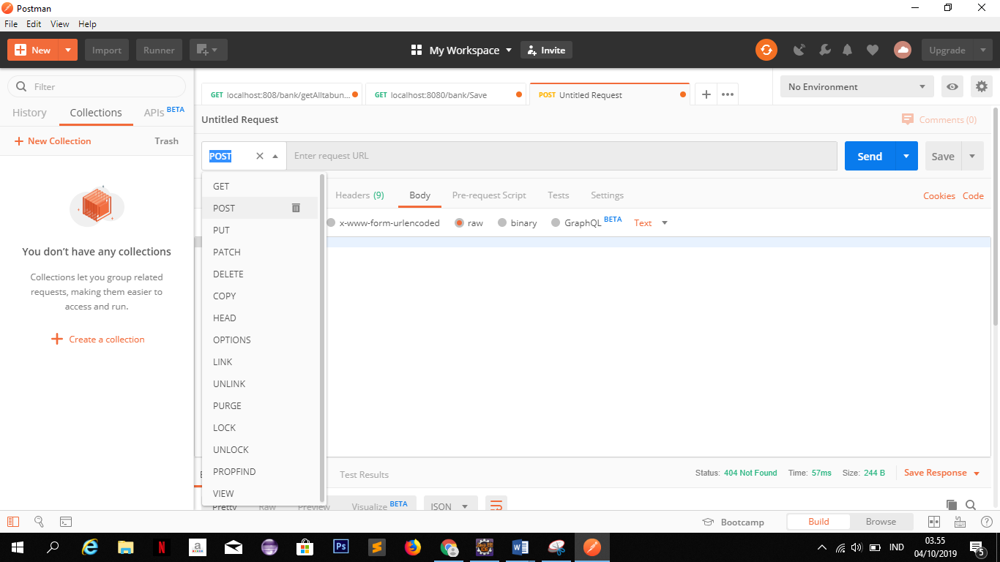 Postman
File Edit View Help
New Import Runner My Workspace Invite Upgrade
Filter
History Collections APIs BETA
New Collection Trash
You don’t have any collections
Collections let you group related
requests, making them easier to
access and run.
Create a collection
GET localhost:808/bank/getAlltabun...
GET localhost:8080/bank/Save
POST Untitled Request
No Environment
Untitled Request
Comments (0)
POST Enter request URL Send Save
GET
POST
PUT
PATCH
DELETE
COPY
HEAD
OPTIONS
LINK
UNLINK
PURGE
LOCK
UNLOCK
PROPFIND
VIEW
Headers (9) Body Pre-request Script Tests Settings Cookies Code
x-www-form-urlencoded raw binary GraphQL BETA Text
Test Results Status: 404 Not Found Time: 57ms Size: 244 B Save Response
Pretty Raw Preview Visualize BETA JSON
Bootcamp Build Browse
IND
03.55
04/10/2019
5